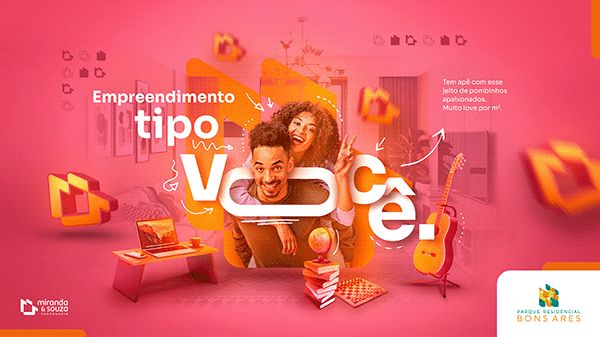 Empreendimento
tipo
VOCê.
Tem apê com esse
jeito de pombinhos
apaixonados.
Muito love por m².
miranda
& souza
ENGENHARIA
PARQUE RESIDENCIAL
BONS ARES